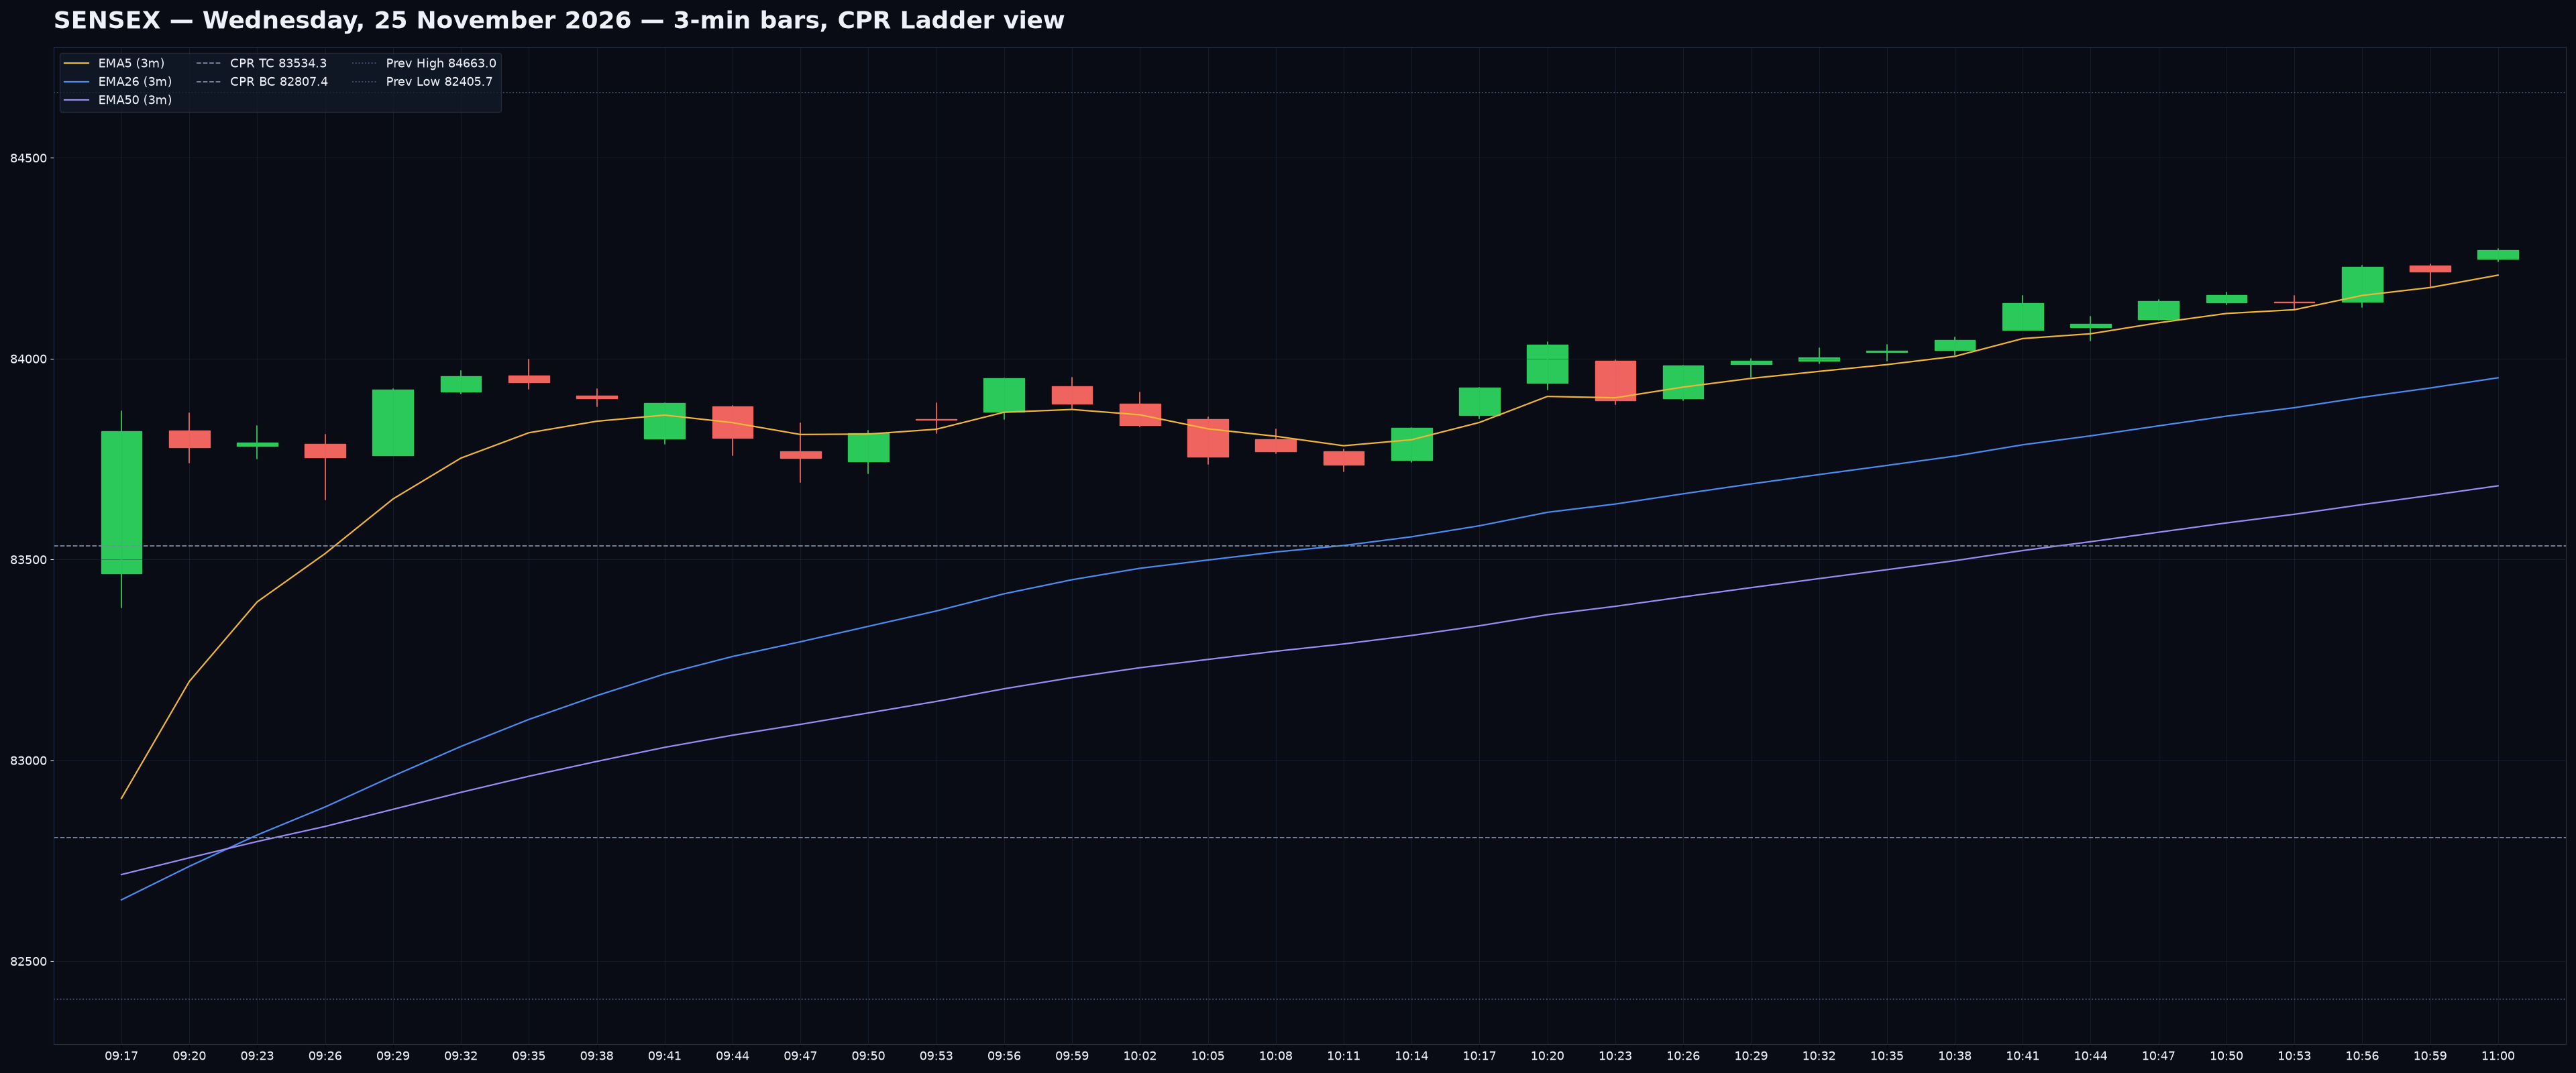 SENSEX — Wednesday, 25 November 2026 — 3-min bars, CPR Ladder view
EMA5 (3m) CPR TC 83534.3 Prev High 84663.0
EMA26 (3m) CPR BC 82807.4 Prev Low 82405.7
EMA50 (3m)
84500
84000
83500
83000
82500
09:17 09:20 09:23 09:26 09:29 09:32 09:35 09:38 09:41 09:44 09:47 09:50 09:53 09:56 09:59 10:02 10:05 10:08 10:11 10:14 10:17 10:20 10:23 10:26 10:29 10:32 10:35 10:38 10:41 10:44 10:47 10:50 10:53 10:56 10:59 11:00